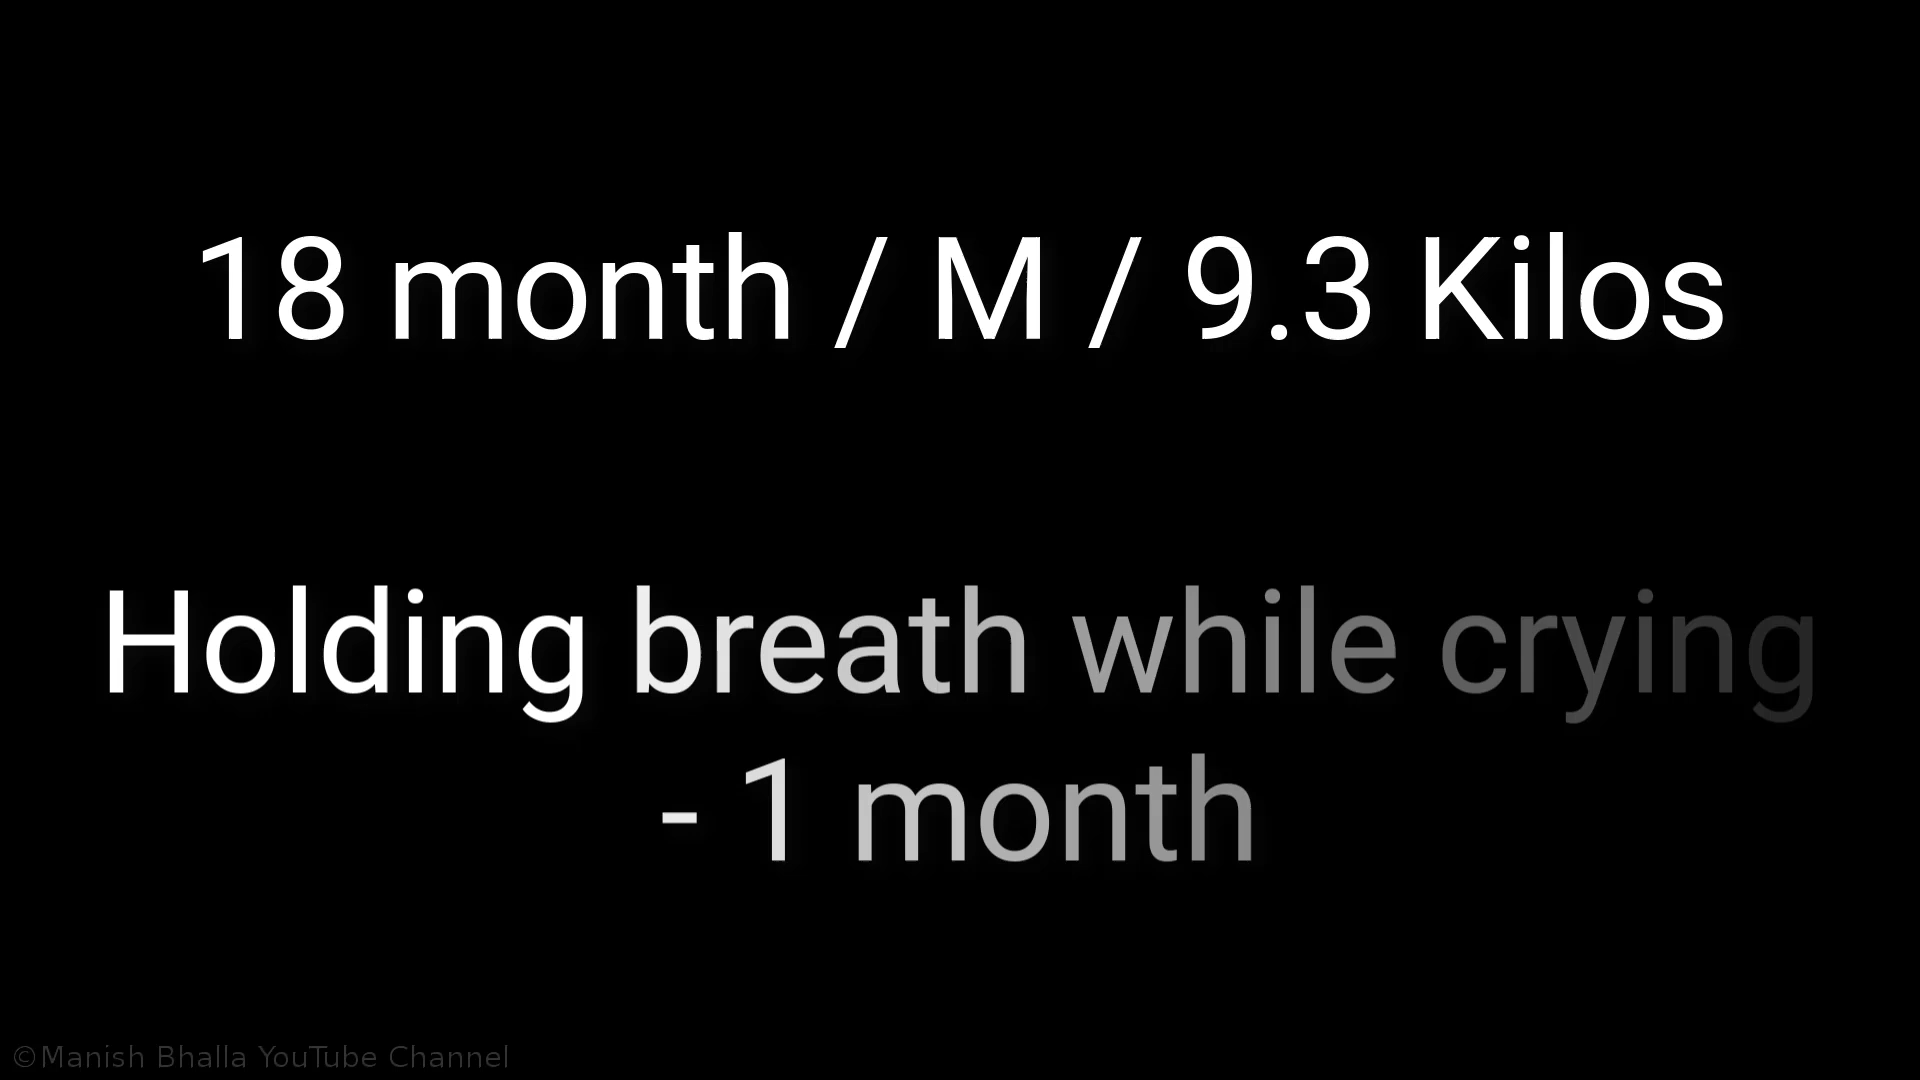 18 month / M / 9.3 Kilos
Holding breath while crying
- 1 month
©Manish Bhalla YouTube Channel